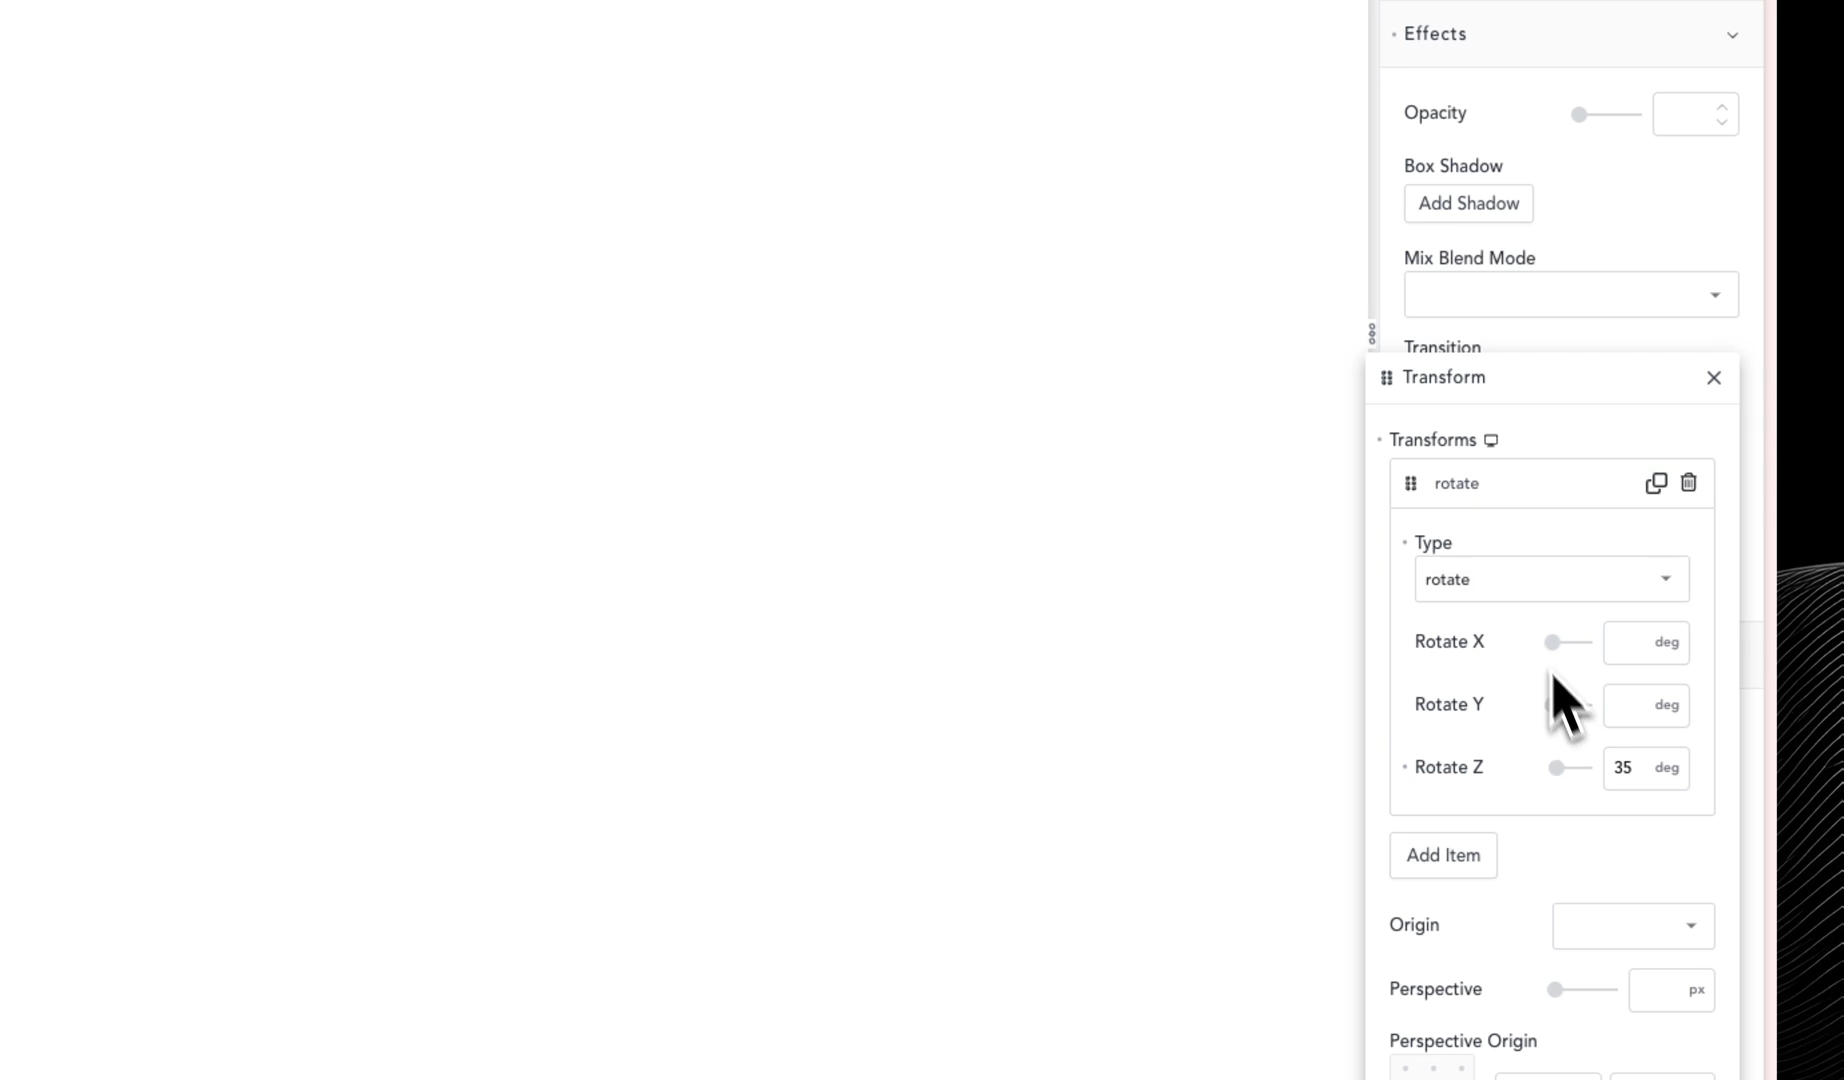 Effects
Opacity
Box Shadow
Add Shadow
Mix Blend Mode
Transition
Transform
Transforms
rotate
Type
rotate
Rotate X deg
Rotate Y deg
Rotate Z 35 deg
Add Item
Origin
Perspective px
Perspective Origin